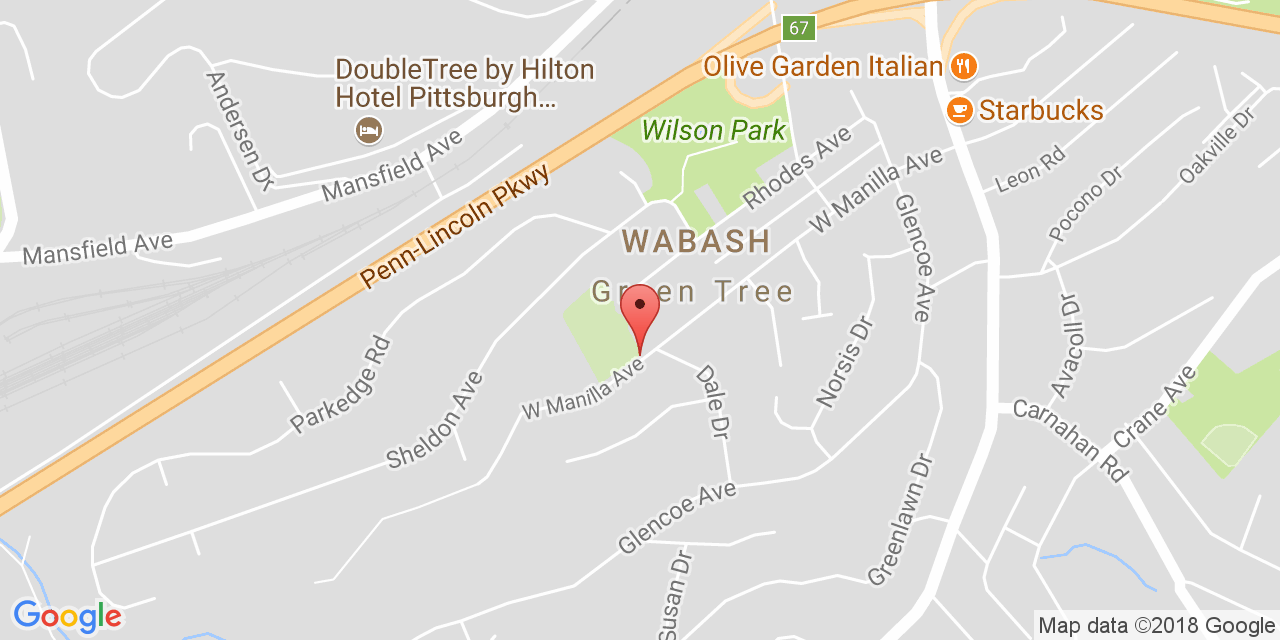 67
DoubleTree by Hilton
Hotel Pittsburgh...
Olive Garden Italian
Starbucks
Andersen Dr
Mansfield Ave
Mansfield Ave
Penn-Lincoln Pkwy
Wilson Park
Rhodes Ave
W Manilla Ave
Leon Rd
Pocono Dr
Oakville Dr
WABASH
Green Tree
Glencoe Ave
Norsis Dr
Avacoll Dr
Parkedge Rd
Sheldon Ave
W Manilla Ave
Dale Dr
Carnahan Rd
Crane Ave
Glencoe Ave
Greenlawn Dr
Susan Dr
Google
Map data ©2018 Google